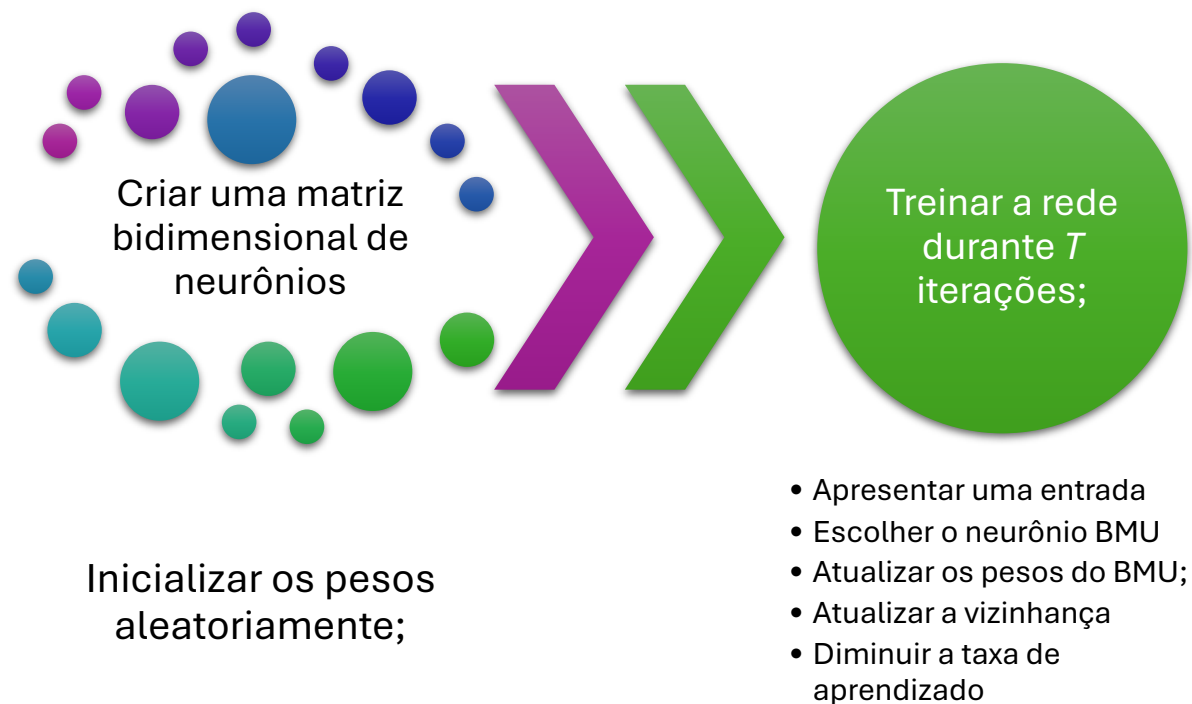 Criar uma matriz
bidimensional de
neurônios
Inicializar os pesos
aleatoriamente;
Treinar a rede
durante T
iterações;
• Apresentar uma entrada
• Escolher o neurônio BMU
• Atualizar os pesos do BMU;
• Atualizar a vizinhança
• Diminuir a taxa de
aprendizado